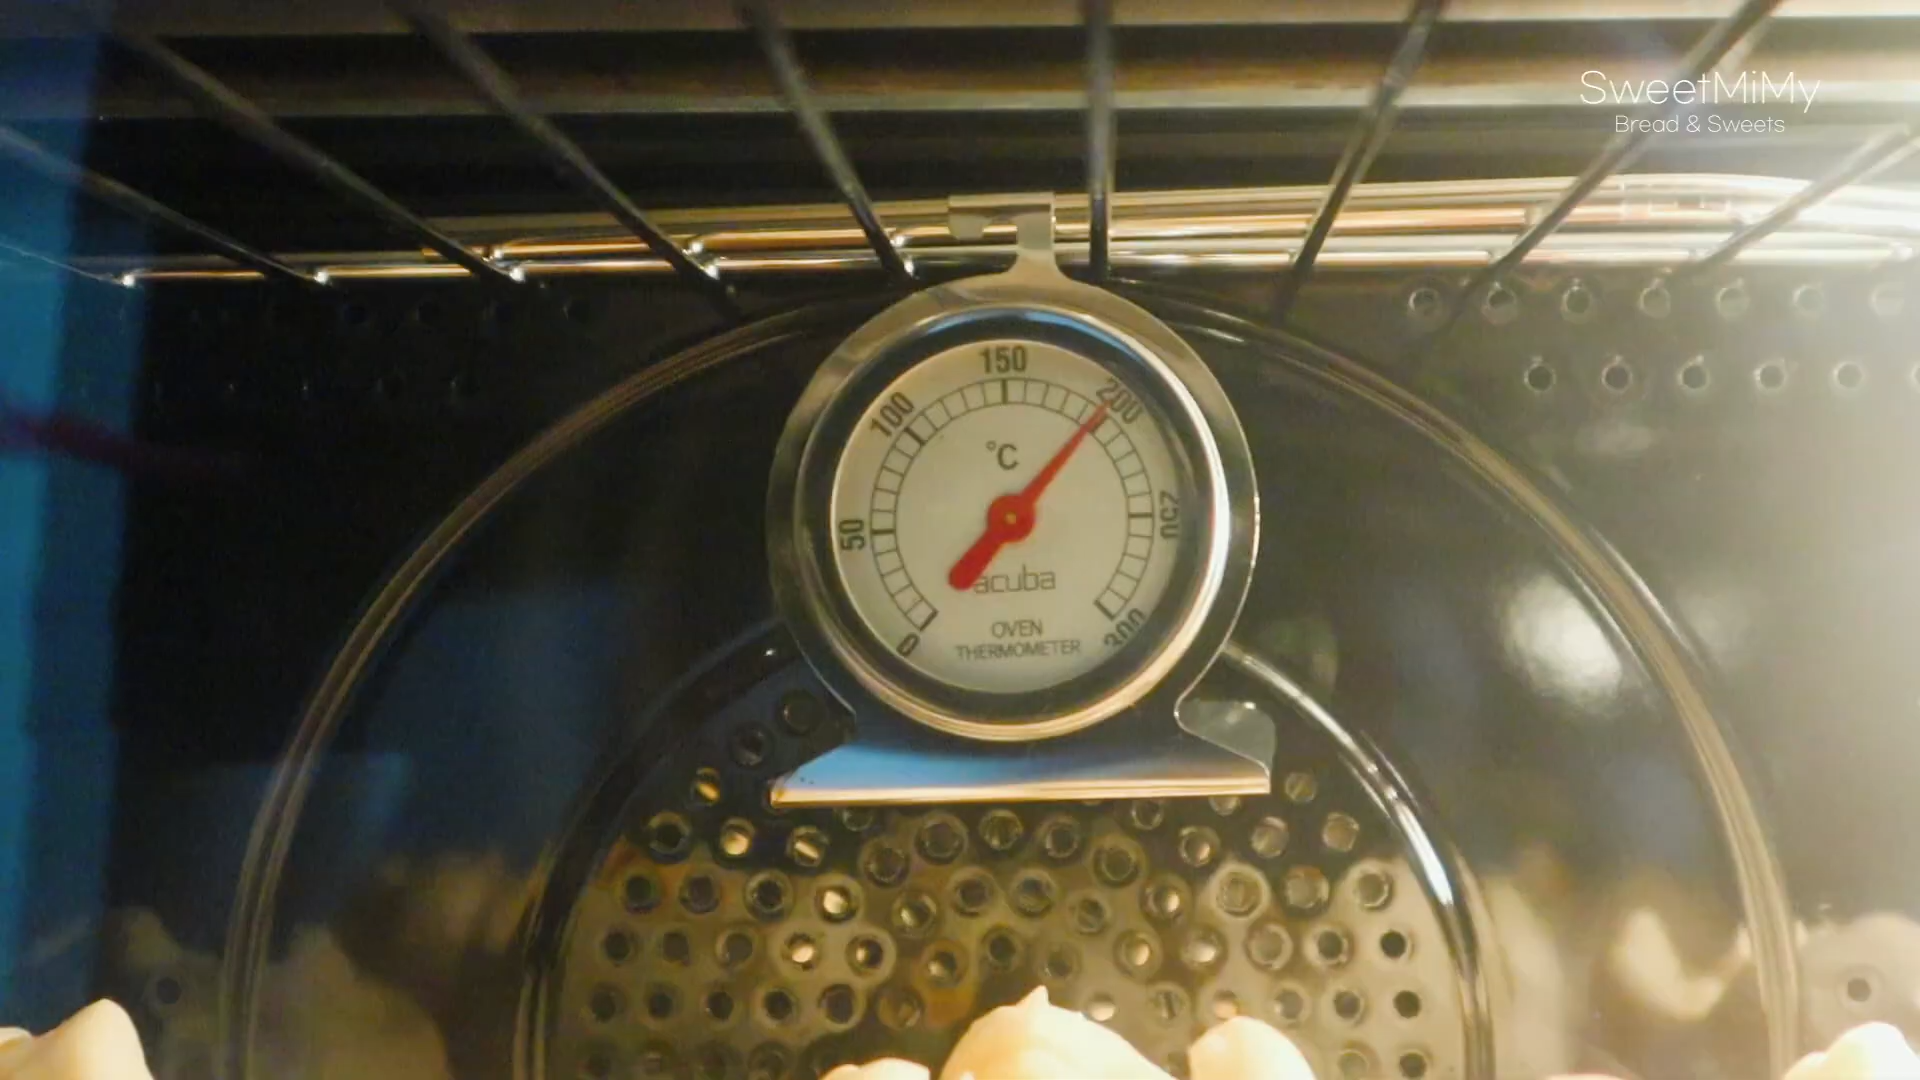 SweetMiMy
Bread & Sweets
150
100
200
°C
50
250
acuba
0
OVEN
300
THERMOMETER